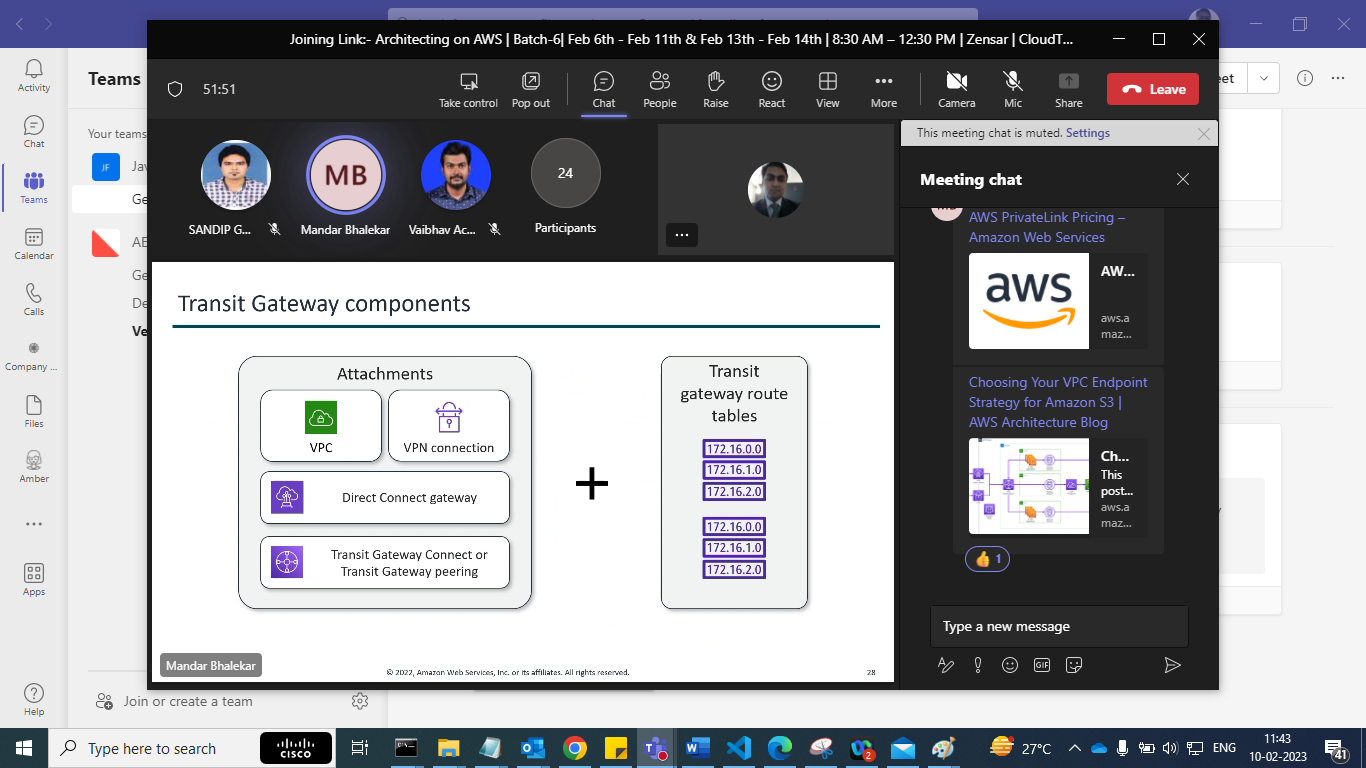 Joining Link:- Architecting on AWS | Batch-6| Feb 6th - Feb 11th & Feb 13th - Feb 14th | 8:30 AM – 12:30 PM | Zensar | CloudT...
51:51
Take control
Pop out
Chat
People
Raise
React
View
More
Camera
Mic
Share
Leave
Activity
Chat
Teams
Calendar
Calls
Company ...
Files
Amber
Apps
Help
Teams
Your teams
JF
Jav
Ge
AE
Ge
De
Ve
Join or create a team
eet
MB
24
SANDIP G...
Mandar Bhalekar
Vaibhav Ac...
Participants
This meeting chat is muted. Settings
Meeting chat
AWS PrivateLink Pricing –
Amazon Web Services
aws
AW...
aws.a
maz...
Choosing Your VPC Endpoint
Strategy for Amazon S3 |
AWS Architecture Blog
Ch...
This
post...
aws.a
maz...
1
Type a new message
GIF
Transit Gateway components
Attachments
VPC
VPN connection
Direct Connect gateway
Transit Gateway Connect or
Transit Gateway peering
+
Transit
gateway route
tables
172.16.0.0
172.16.1.0
172.16.2.0
172.16.0.0
172.16.1.0
172.16.2.0
Mandar Bhalekar
© 2022, Amazon Web Services, Inc. or its affiliates. All rights reserved.
28
Type here to search
CISCO
2
27°C
ENG
11:43
10-02-2023
41